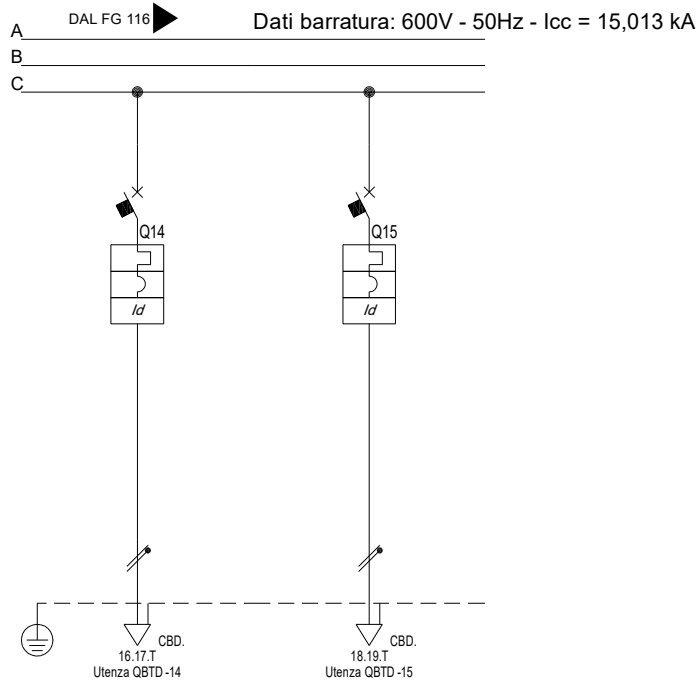 DAL FG 116
Dati barratura: 600V - 50Hz - Icc = 15,013 kA
A
B
C
Q14
Q15
Id
Id
CBD.
CBD.
16.17.T
18.19.T
Utenza QBTD -14
Utenza QBTD -15